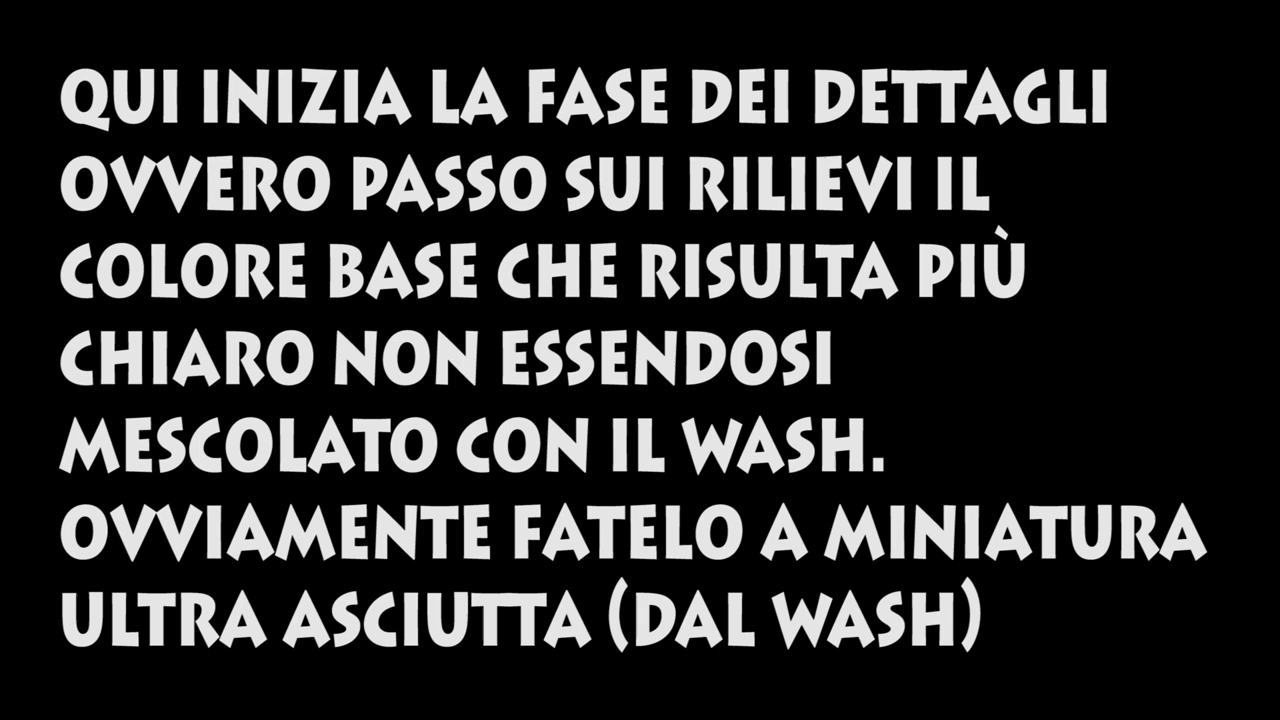 QUI INIZIA LA FASE DEI DETTAGLI
OVVERO PASSO SUI RILIEVI IL
COLORE BASE CHE RISULTA PIÙ
CHIARO NON ESSENDOSI
MESCOLATO CON IL WASH.
OVVIAMENTE FATELO A MINIATURA
ULTRA ASCIUTTA (DAL WASH)